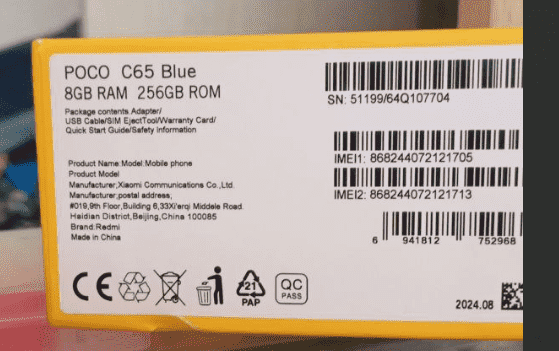 POCO C65 Blue
8GB RAM 256GB ROM
Package contents Adapter/
USB Cable/SIM EjectTool/Warranty Card/
Quick Start Guide/Safety Information
SN: 51199/64Q107704
IMEI1: 868244072121705
IMEI2: 868244072121713
Product Name:Model:Mobile phone
Product Model
Manufacturer,Xiaomi Communications Co.,Ltd.
Manufacturer,postal address,
#019,9th Floor,Building 6,33Xi'erqi Middele Road
Haidian District,Beijing,China 100085
Brand:Redmi
Made in China
6 941812 752968
CE
21
PAP
QC
PASS
2024.08